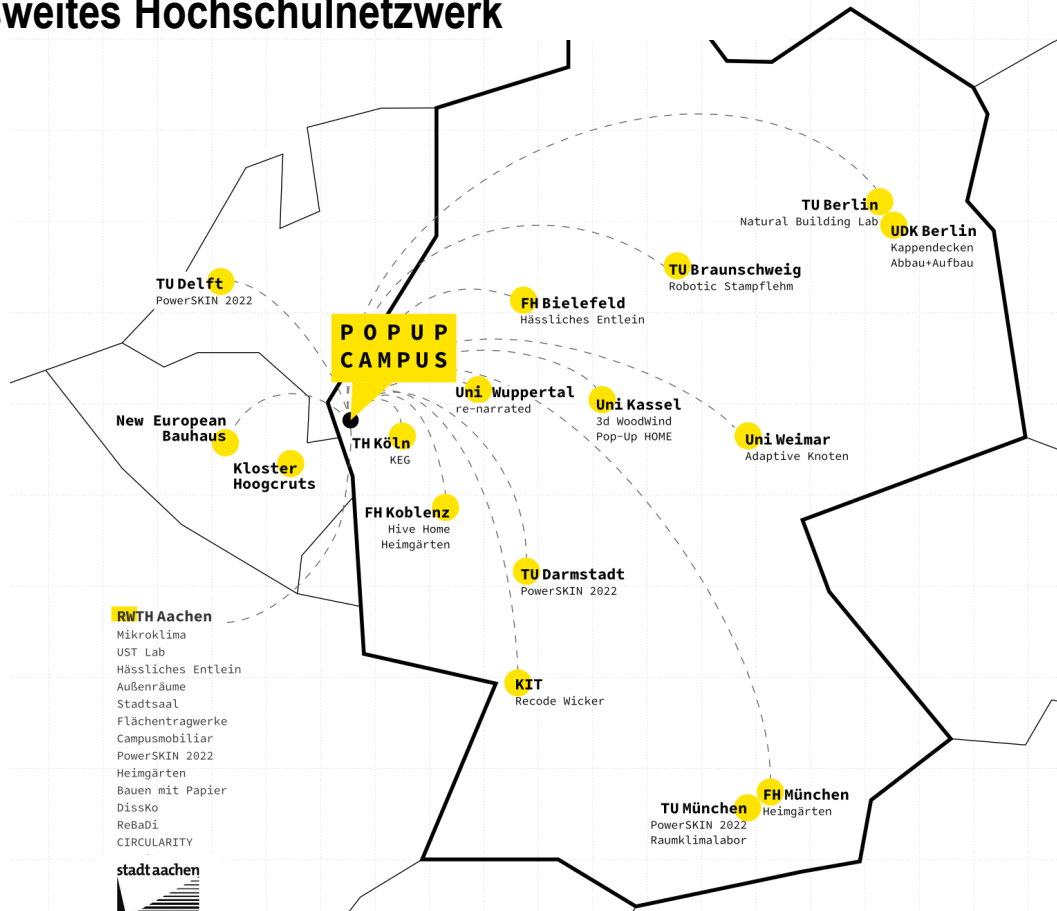 sweites Hochschulnetzwerk
TU Berlin
Natural Building Lab
UDK Berlin
Kappendecken
Abbau+Aufbau
TU Braunschweig
Robotic Stampflehm
TU Delft
PowerSKIN 2022
FH Bielefeld
Hässliches Entlein
POPUP
CAMPUS
Uni Wuppertal
re-narrated
Uni Kassel
3d WoodWind
Pop-Up HOME
New European
Bauhaus
TH Köln
KEG
Uni Weimar
Adaptive Knoten
Kloster
Hoogcruts
FH Koblenz
Hive Home
Heimgärten
TU Darmstadt
PowerSKIN 2022
RWTH Aachen
Mikroklima
UST Lab
Hässliches Entlein
Außenräume
Stadtsaal
Flächentragwerke
Campusmobiliar
PowerSKIN 2022
Heimgärten
Bauen mit Papier
DissKo
ReBaDi
CIRCULARITY
KIT
Recode Wicker
FH München
Heimgärten
TU München
PowerSKIN 2022
Raumklimalabor
stadt aachen